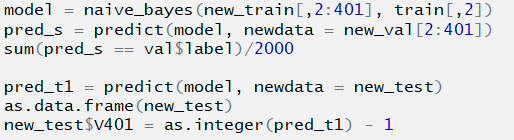 model = naive_bayes(new_train[,2:401], train[,2])
pred_s = predict(model, newdata = new_val[2:401])
sum(pred_s == val$label)/2000
pred_t1 = predict(model, newdata = new_test)
as.data.frame(new_test)
new_test$V401 = as.integer(pred_t1) - 1